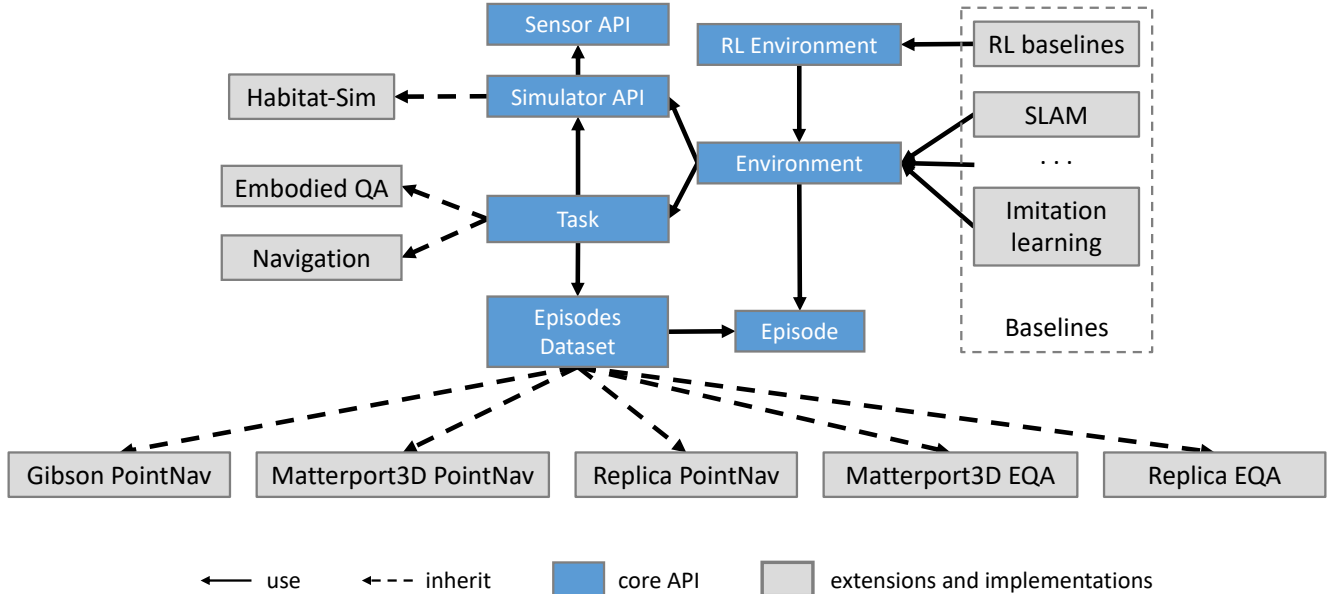 Sensor API
RL Environment
RL baselines
Habitat-Sim
Simulator API
SLAM
Environment
. . .
Embodied QA
Task
Imitation
learning
Navigation
Episodes
Dataset
Episode
Baselines
Gibson PointNav
Matterport3D PointNav
Replica PointNav
Matterport3D EQA
Replica EQA
use
inherit
core API
extensions and implementations